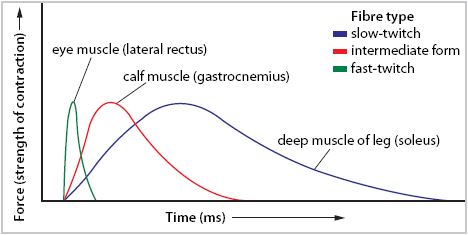 Fibre type
slow-twitch
intermediate form
fast-twitch
eye muscle (lateral rectus)
calf muscle (gastrocnemius)
deep muscle of leg (soleus)
Force (strength of contraction)
Time (ms)